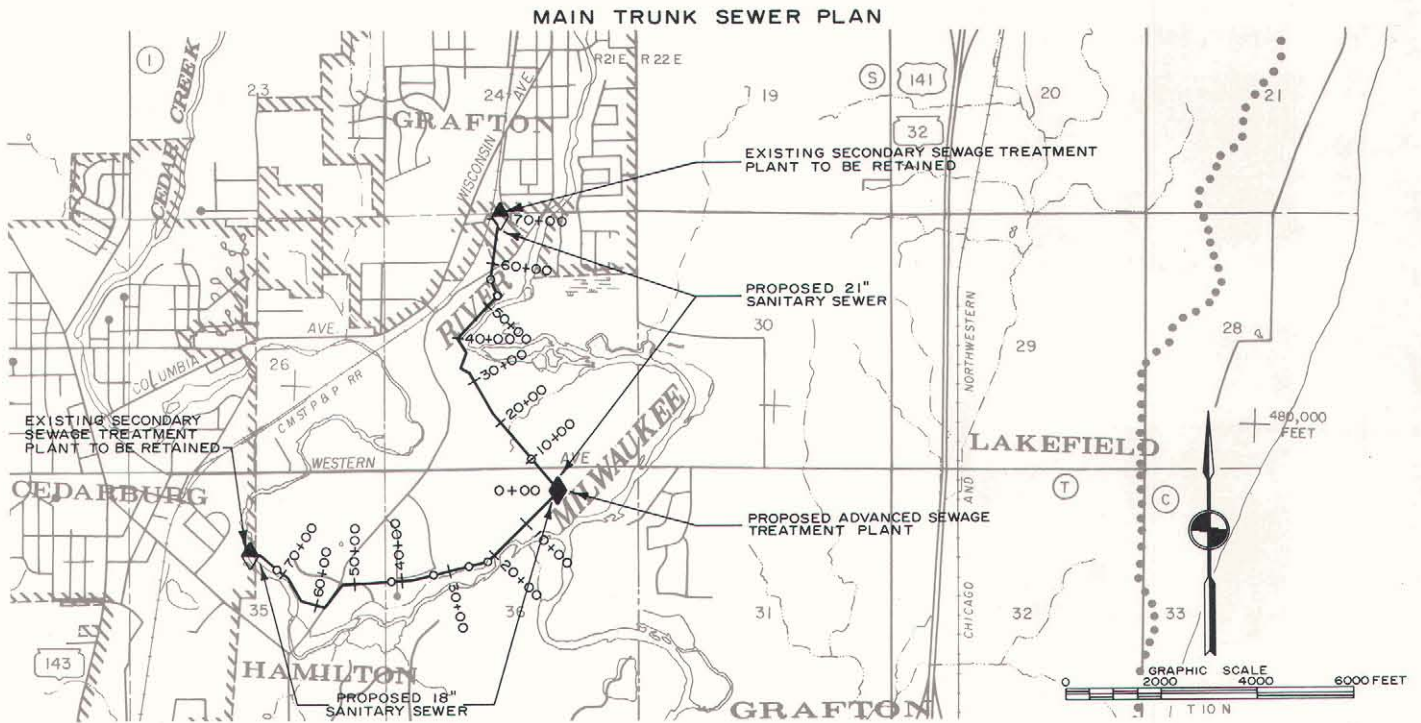 MAIN TRUNK SEWER PLAN
1
CEDAR CREEK
23
24
WISCONSIN AVE
R 21 E
R 22 E
GRAFTON
19
S
141
32
20
21
EXISTING SECONDARY SEWAGE TREATMENT
PLANT TO BE RETAINED
70+00
60+00
RIVER
50+00
40+00
30+00
20+00
10+00
PROPOSED 21"
SANITARY SEWER
30
29
28
COLUMBIA
AVE.
26
C M ST P & P RR
NORTHWESTERN
EXISTING SECONDARY
SEWAGE TREATMENT
PLANT TO BE RETAINED
480,000
FEET
LAKEFIELD
WESTERN
AVE
CEDARBURG
0+00
MILWAUKEE
T
C
AND
PROPOSED ADVANCED SEWAGE
TREATMENT PLANT
10+00
20+00
30+00
40+00
50+00
60+00
70+00
35
36
31
CHICAGO
32
33
143
HAMILTON
PROPOSED 18"
SANITARY SEWER
GRAFTON
GRAPHIC SCALE
0
2000
4000
6000 FEET